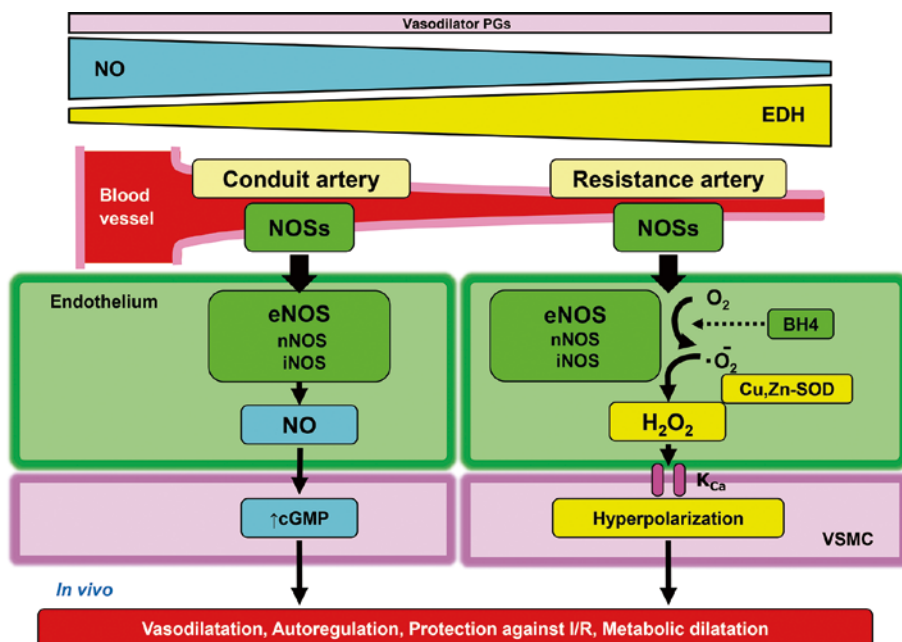 Vasodilator PGs
NO
EDH
Conduit artery
Resistance artery
Blood
vessel
NOSs
NOSs
Endothelium
eNOS
nNOS
iNOS
eNOS
nNOS
iNOS
O₂
BH4
·O₂⁻
Cu,Zn-SOD
NO
H₂O₂
K_Ca
↑cGMP
Hyperpolarization
VSMC
In vivo
Vasodilatation, Autoregulation, Protection against I/R, Metabolic dilatation